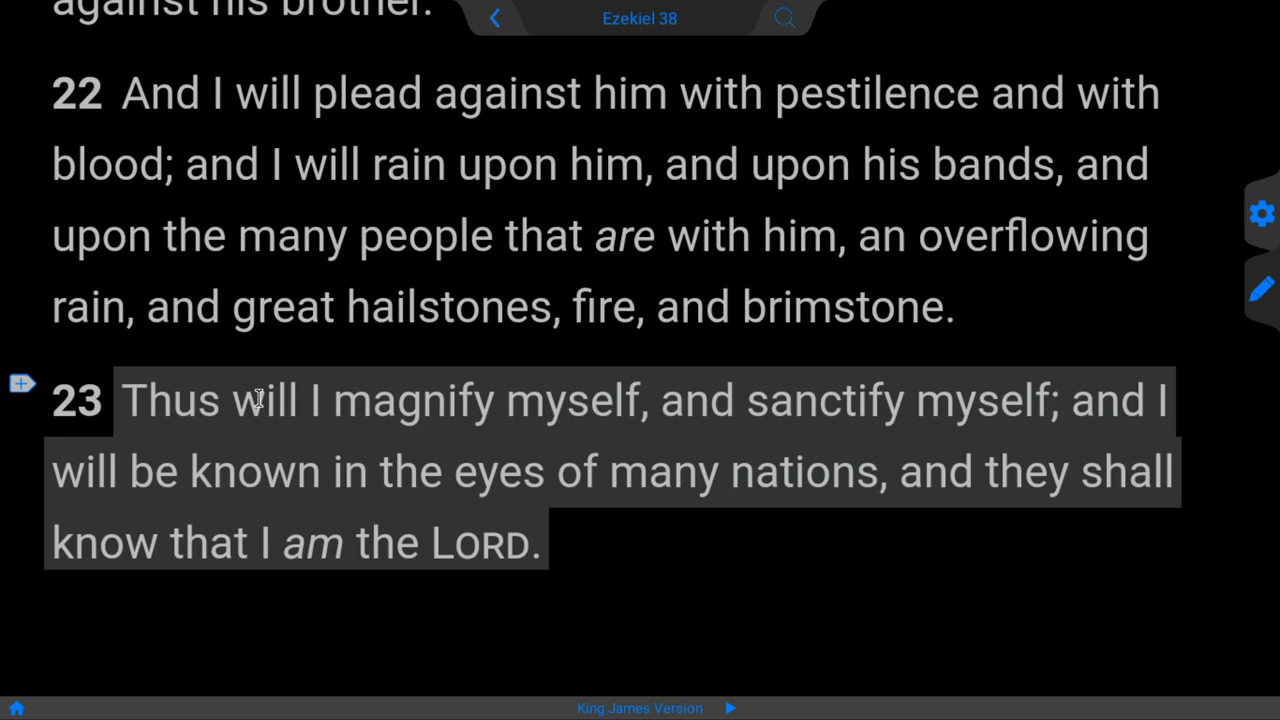 against his brother.
Ezekiel 38
22 And I will plead against him with pestilence and with
blood; and I will rain upon him, and upon his bands, and
upon the many people that are with him, an overflowing
rain, and great hailstones, fire, and brimstone.
23 Thus will I magnify myself, and sanctify myself; and I
will be known in the eyes of many nations, and they shall
know that I am the LORD.
King James Version